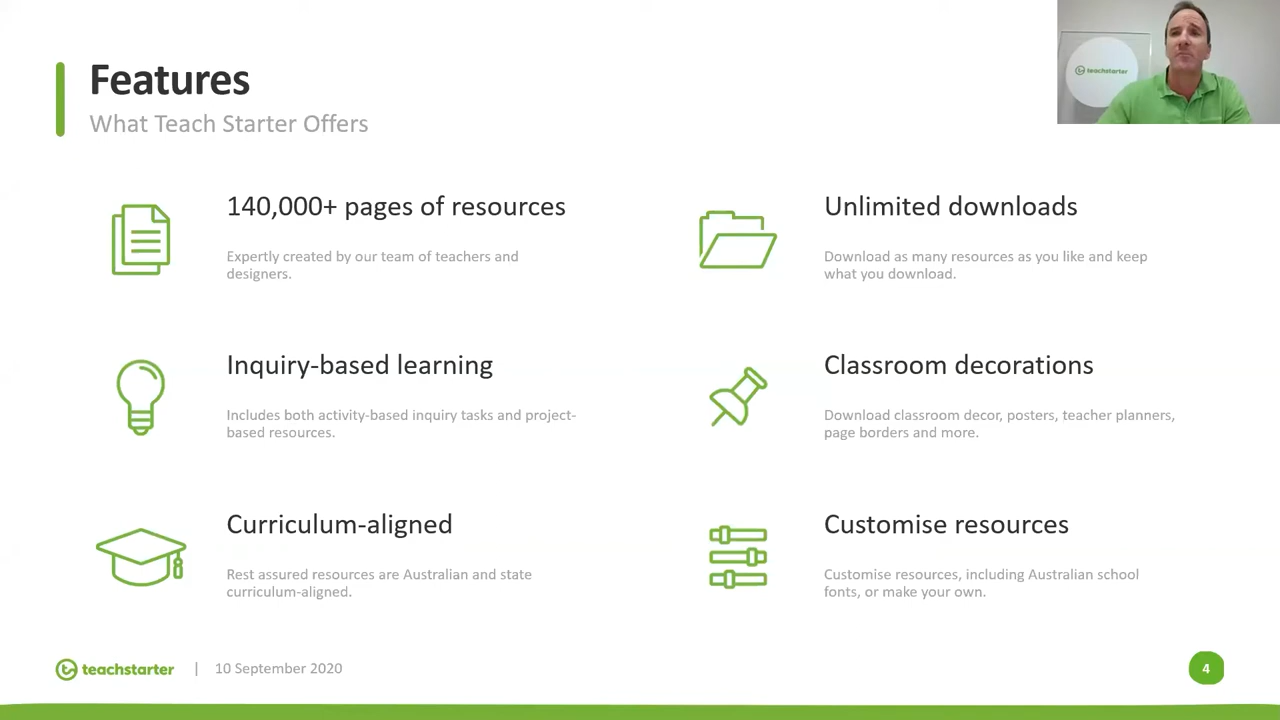 Features
What Teach Starter Offers
teachstarter
140,000+ pages of resources
Expertly created by our team of teachers and
designers.
Unlimited downloads
Download as many resources as you like and keep
what you download.
Inquiry-based learning
Includes both activity-based inquiry tasks and project-
based resources.
Classroom decorations
Download classroom decor, posters, teacher planners,
page borders and more.
Curriculum-aligned
Rest assured resources are Australian and state
curriculum-aligned.
Customise resources
Customise resources, including Australian school
fonts, or make your own.
teachstarter | 10 September 2020
4